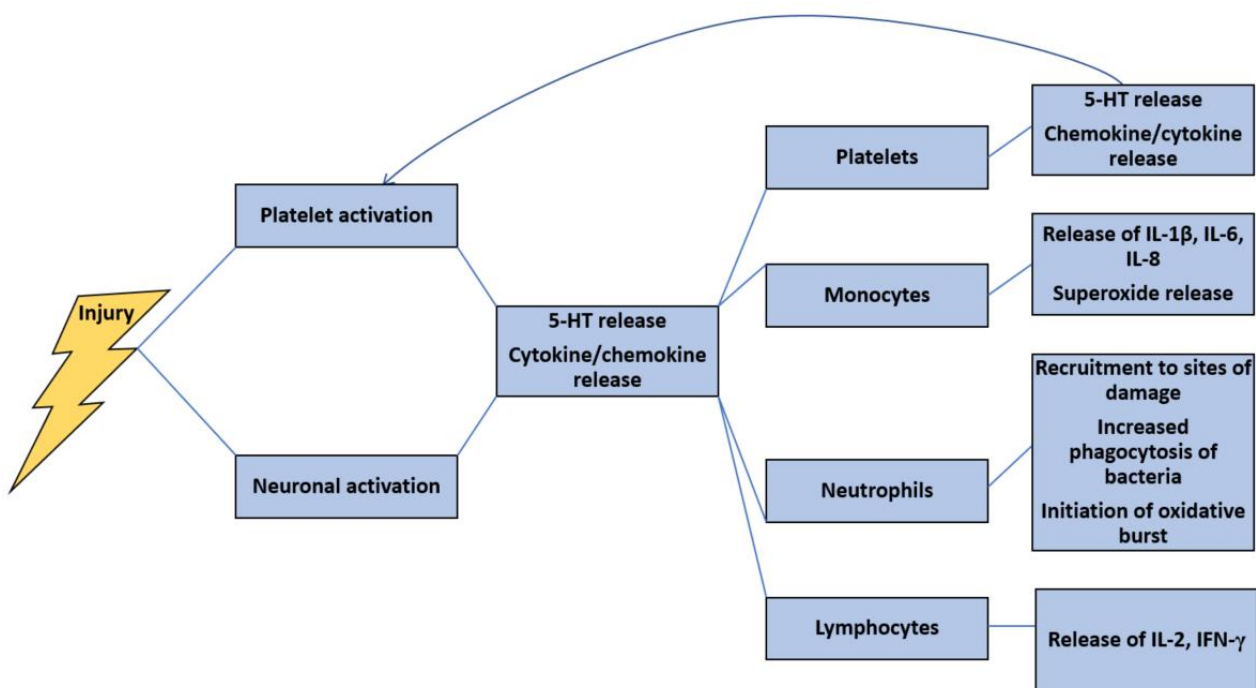 Injury
Platelet activation
Neuronal activation
5-HT release
Cytokine/chemokine
release
Platelets
5-HT release
Chemokine/cytokine
release
Monocytes
Release of IL-1β, IL-6,
IL-8
Superoxide release
Neutrophils
Recruitment to sites of
damage
Increased
phagocytosis of
bacteria
Initiation of oxidative
burst
Lymphocytes
Release of IL-2, IFN-γ